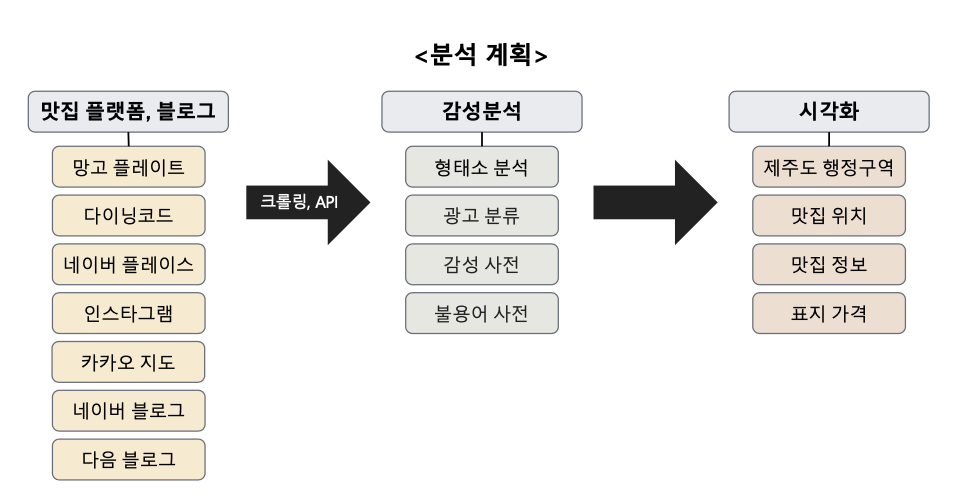 <분석 계획>
맛집 플랫폼, 블로그
망고 플레이트
다이닝코드
네이버 플레이스
인스타그램
카카오 지도
네이버 블로그
다음 블로그
크롤링, API
감성분석
형태소 분석
광고 분류
감성 사전
불용어 사전
시각화
제주도 행정구역
맛집 위치
맛집 정보
표지 가격